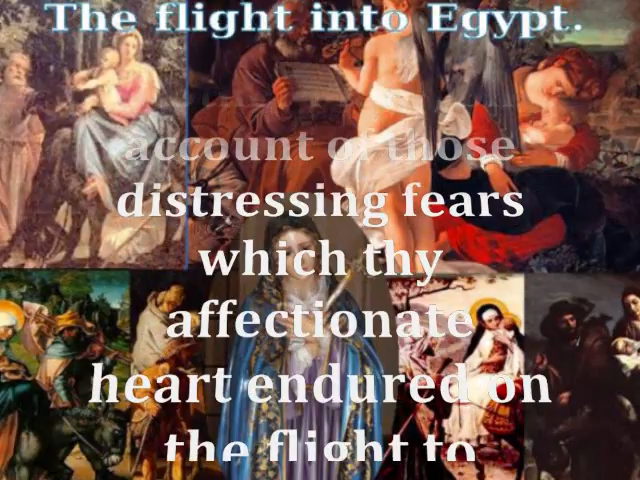 The flight into Egypt.
account of those
distressing fears
which thy
affectionate
heart endured on
the flight to